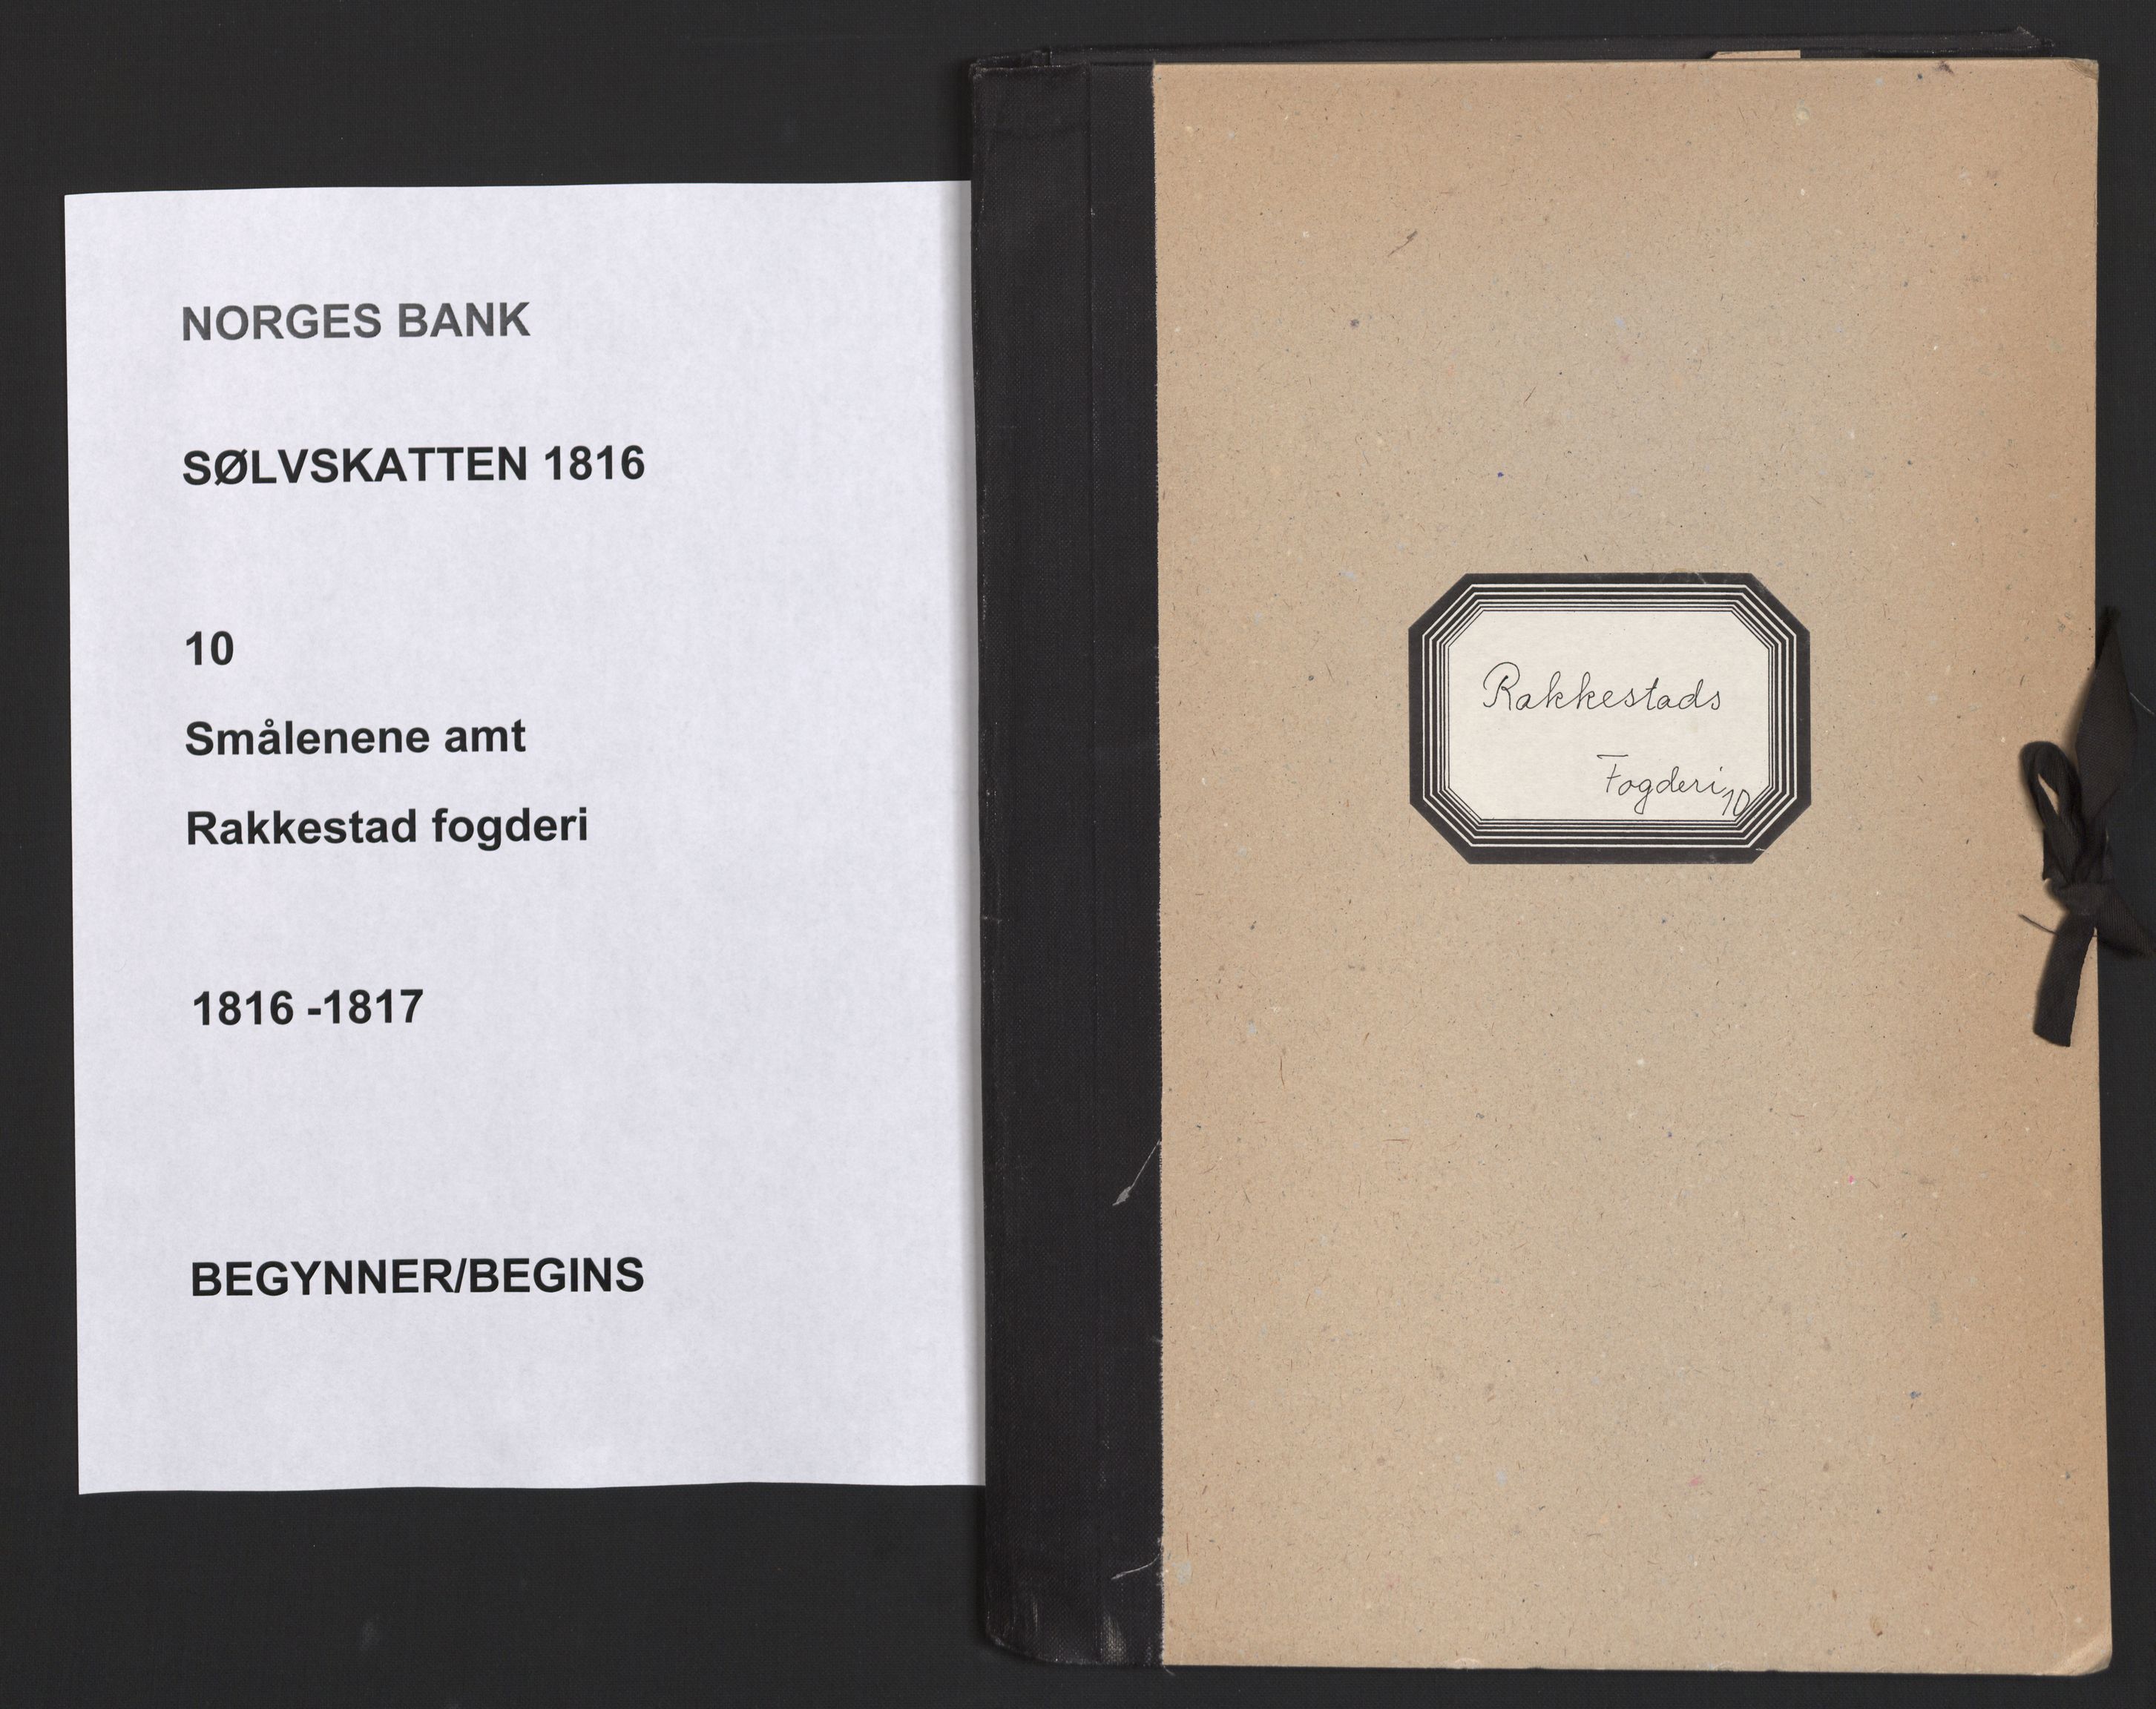 NORGES BANK
SØLVSKATTEN 1816
10
Smålenene amt
Rakkestad fogderi
1816 -1817
BEGYNNER/BEGINS
Rakkestads
Fogderi 10